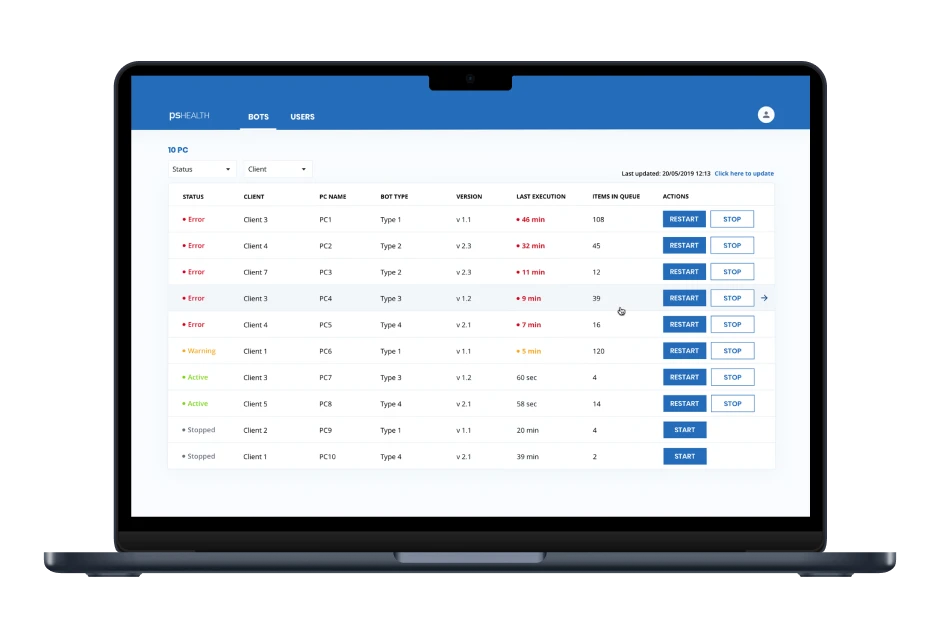 psHEALTH BOTS USERS
10 PC
Status Client Last updated: 20/05/2019 12:13 Click here to update
STATUS CLIENT PC NAME BOT TYPE VERSION LAST EXECUTION ITEMS IN QUEUE ACTIONS
Error Client 3 PC1 Type 1 v 1.1 46 min 108 RESTART STOP
Error Client 4 PC2 Type 2 v 2.3 32 min 45 RESTART STOP
Error Client 7 PC3 Type 2 v 2.3 11 min 12 RESTART STOP
Error Client 3 PC4 Type 3 v 1.2 9 min 39 RESTART STOP
Error Client 4 PC5 Type 4 v 2.1 7 min 16 RESTART STOP
Warning Client 1 PC6 Type 1 v 1.1 5 min 120 RESTART STOP
Active Client 3 PC7 Type 3 v 1.2 60 sec 4 RESTART STOP
Active Client 5 PC8 Type 4 v 2.1 58 sec 14 RESTART STOP
Stopped Client 2 PC9 Type 1 v 1.1 20 min 4 START
Stopped Client 1 PC10 Type 4 v 2.1 39 min 2 START